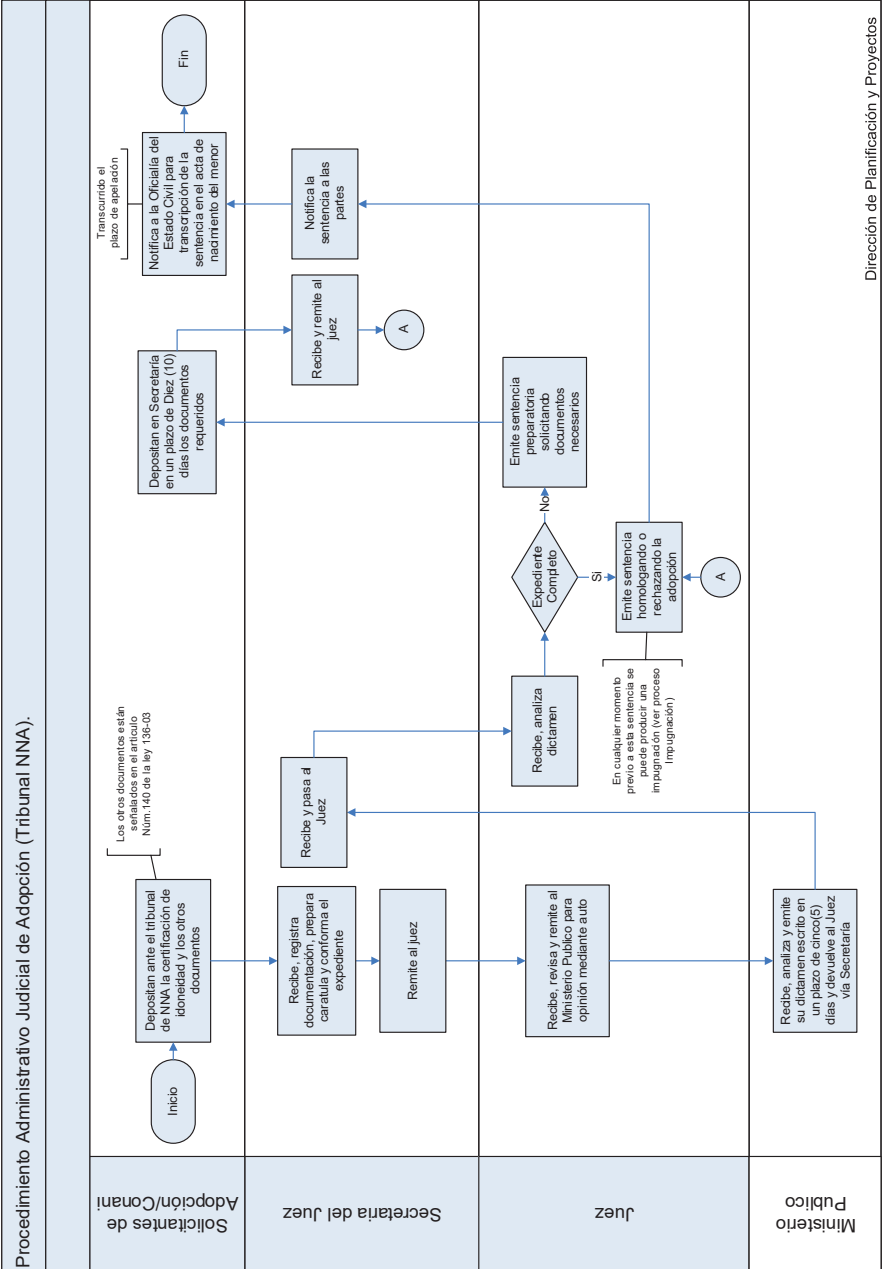 Procedimiento Administrativo Judicial de Adopción (Tribunal NNA).
Solicitantes de
Adopción/Conani
Inicio
Depositan ante el tribunal
de NNA la certificación de
idoneidad y los otros
documentos
Los otros documentos están
señalados en el artículo
Núm.140 de la ley 136-03
Depositan en Secretaría
en un plazo de Diez (10)
días los documentos
requeridos
Notifica a la Oficialía del
Estado Civil para
transcripción de la
sentencia en el acta de
nacimiento del menor
Transcurrido el
plazo de apelación
Fin
Secretaria del Juez
Recibe, registra
documentación, prepara
caratúla y conforma el
expediente
Remite al juez
Recibe y pasa al
Juez
Recibe y remite al
juez
A
Notifica la
sentencia a las
partes
Juez
Recibe, revisa y remite al
Ministerio Publico para
opinión mediante auto
Recibe, analiza
dictamen
Expediente
Completo
No
Si
Emite sentencia
preparatoria
solicitando
documentos
necesarios
Emite sentencia
homologando o
rechazando la
adopción
A
En cualquier momento
previo a esta sentencia se
puede producir una
impugnación (ver proceso
Impugnación)
Ministerio
Publico
Recibe, analiza y emite
su dictamen escrito en
un plazo de cinco(5)
días y devuelve al Juez
vía Secretaría
Dirección de Planificación y Proyectos